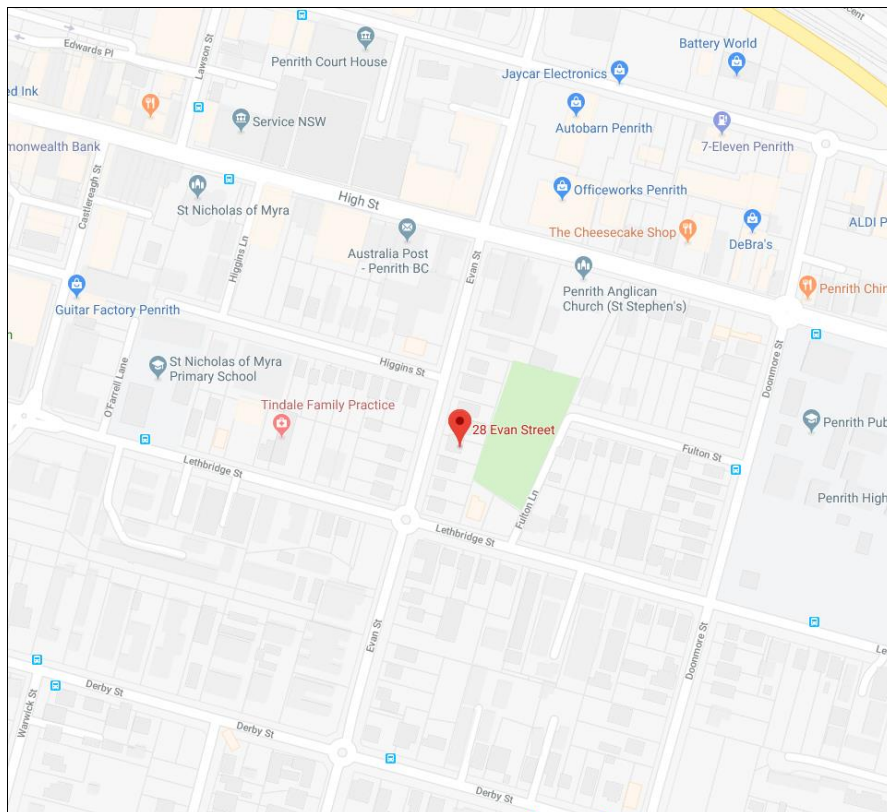 cent
Edwards Pl
Lawson St
Penrith Court House
Battery World
Jaycar Electronics
ed Ink
Service NSW
Autobarn Penrith
7-Eleven Penrith
monwealth Bank
Castlereagh St
St Nicholas of Myra
High St
Officeworks Penrith
The Cheesecake Shop
DeBra's
ALDI P
Higgins Ln
Australia Post
- Penrith BC
Evan St
Penrith Anglican
Church (St Stephen's)
Penrith Chin
Guitar Factory Penrith
n
O'Farrell Lane
St Nicholas of Myra
Primary School
Higgins St
Doonmore St
Tindale Family Practice
28 Evan Street
Penrith Pub
Fulton St
Lethbridge St
Fulton Ln
Penrith High
Lethbridge St
Evan St
Doonmore St
Le
Warwick St
Derby St
Derby St
Derby St